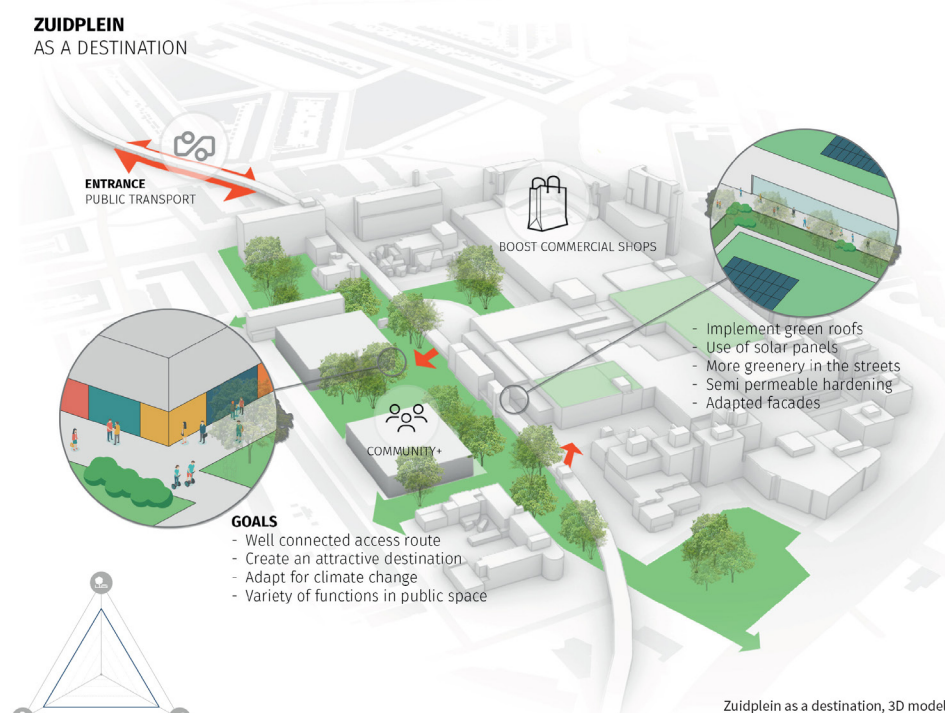 ZUIDPLEIN
AS A DESTINATION
ENTRANCE
PUBLIC TRANSPORT
BOOST COMMERCIAL SHOPS
- Implement green roofs
- Use of solar panels
- More greenery in the streets
- Semi permeable hardening
- Adapted facades
COMMUNITY+
GOALS
- Well connected access route
- Create an attractive destination
- Adapt for climate change
- Variety of functions in public space
Zuidplein as a destination, 3D model